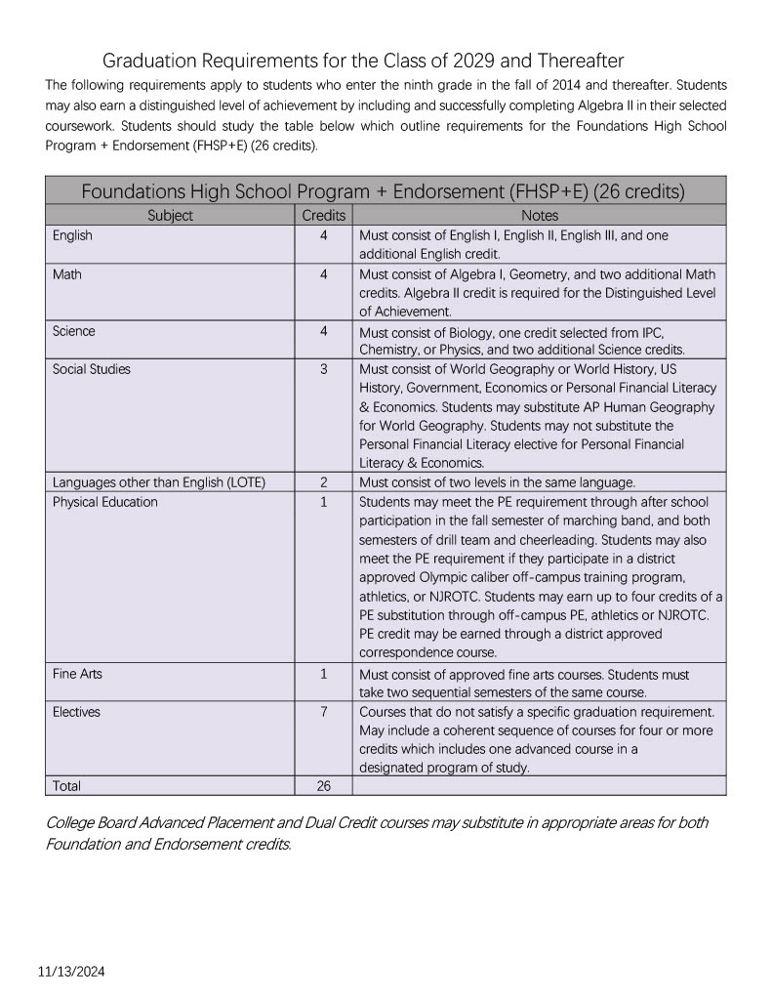 Graduation Requirements for the Class of 2029 and Thereafter
The following requirements apply to students who enter the ninth grade in the fall of 2014 and thereafter. Students
may also earn a distinguished level of achievement by including and successfully completing Algebra II in their selected
coursework. Students should study the table below which outline requirements for the Foundations High School
Program + Endorsement (FHSP+E) (26 credits).
Foundations High School Program + Endorsement (FHSP+E) (26 credits)
Subject Credits Notes
English 4 Must consist of English I, English II, English III, and one
additional English credit.
Math 4 Must consist of Algebra I, Geometry, and two additional Math
credits. Algebra II credit is required for the Distinguished Level
of Achievement.
Science 4 Must consist of Biology, one credit selected from IPC,
Chemistry, or Physics, and two additional Science credits.
Social Studies 3 Must consist of World Geography or World History, US
History, Government, Economics or Personal Financial Literacy
& Economics. Students may substitute AP Human Geography
for World Geography. Students may not substitute the
Personal Financial Literacy elective for Personal Financial
Literacy & Economics.
Languages other than English (LOTE) 2 Must consist of two levels in the same language.
Physical Education 1 Students may meet the PE requirement through after school
participation in the fall semester of marching band, and both
semesters of drill team and cheerleading. Students may also
meet the PE requirement if they participate in a district
approved Olympic caliber off-campus training program,
athletics, or NJROTC. Students may earn up to four credits of a
PE substitution through off-campus PE, athletics or NJROTC.
PE credit may be earned through a district approved
correspondence course.
Fine Arts 1 Must consist of approved fine arts courses. Students must
take two sequential semesters of the same course.
Electives 7 Courses that do not satisfy a specific graduation requirement.
May include a coherent sequence of courses for four or more
credits which includes one advanced course in a
designated program of study.
Total 26
College Board Advanced Placement and Dual Credit courses may substitute in appropriate areas for both
Foundation and Endorsement credits.
11/13/2024